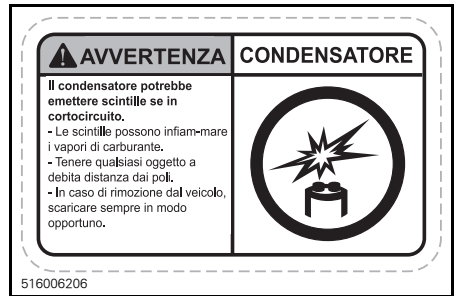 AVVERTENZA
CONDENSATORE
Il condensatore potrebbe
emettere scintille se in
cortocircuito.
- Le scintille possono infiam-mare
i vapori di carburante.
- Tenere qualsiasi oggetto a
debita distanza dai poli.
- In caso di rimozione dal veicolo,
scaricare sempre in modo
opportuno.
516006206